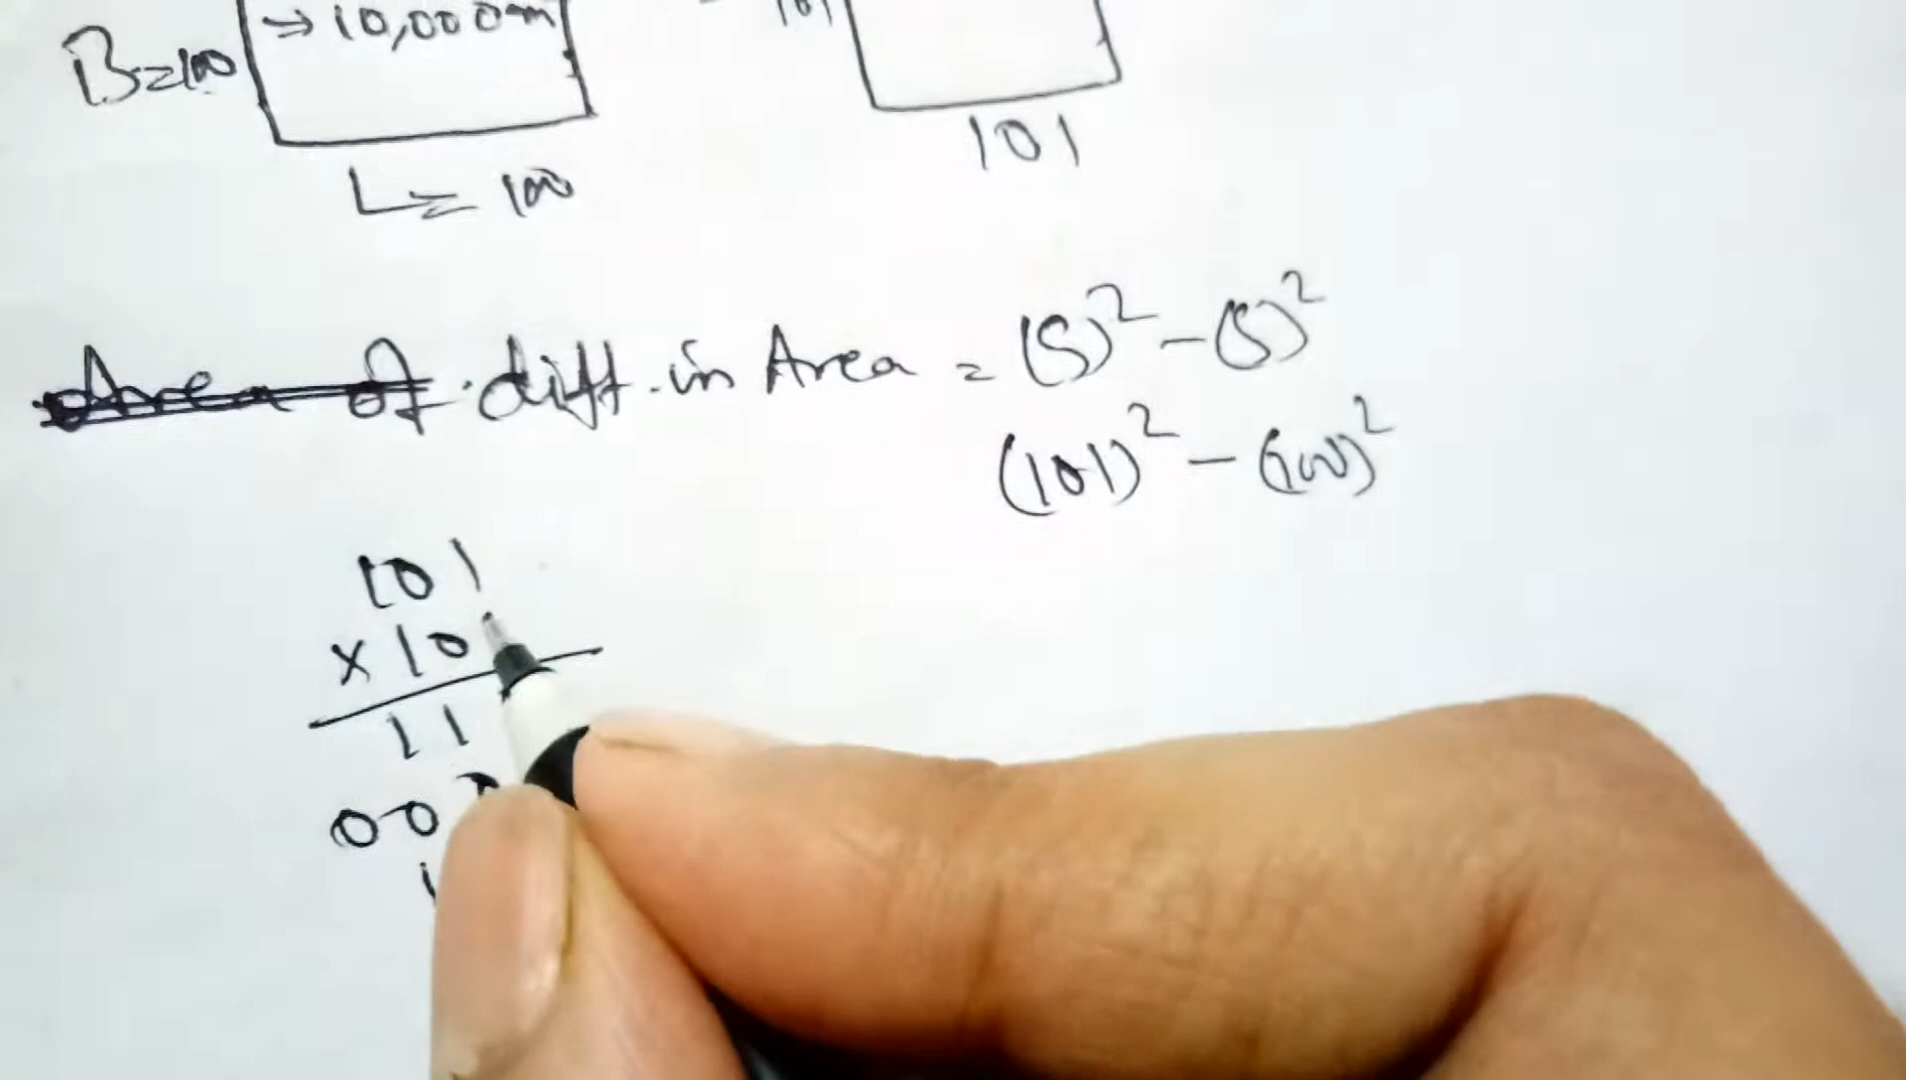 → 10,000m
B=100
101
L = 100
101
Area of diff. in Area = (S)² - (S)²
(101)² - (100)²
101
x 10
11
00
1